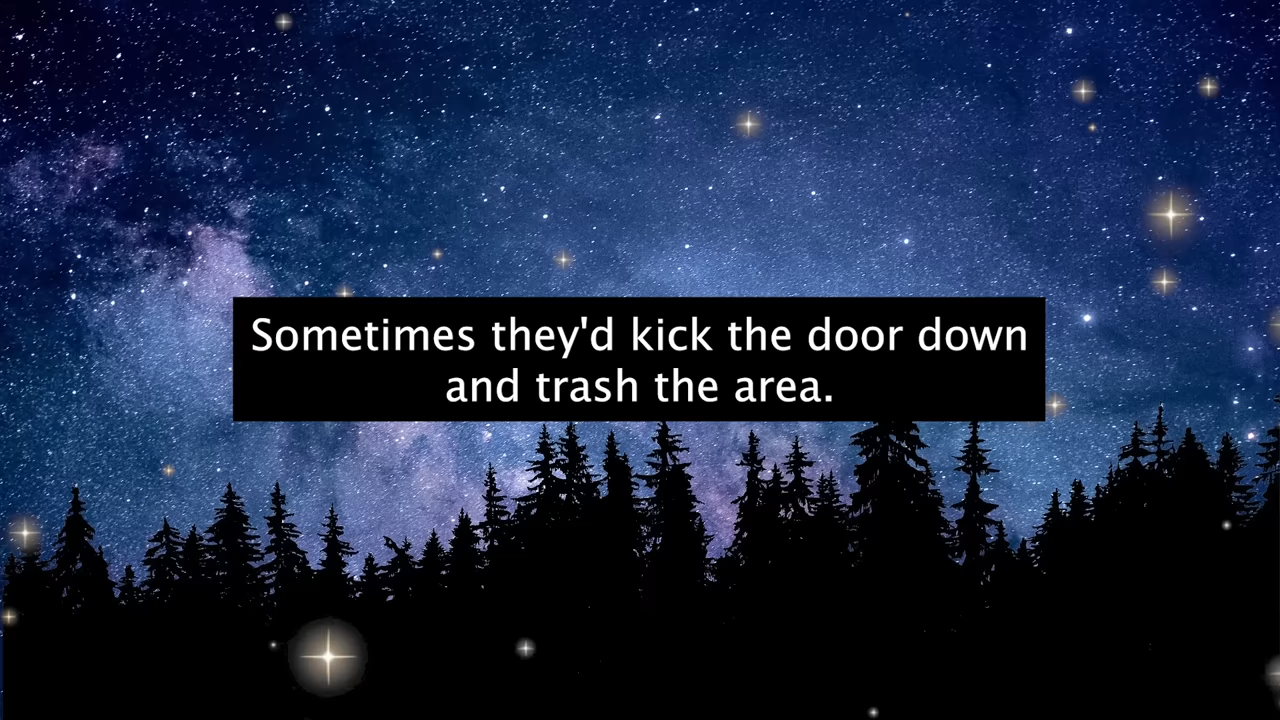 Sometimes they'd kick the door down
and trash the area.